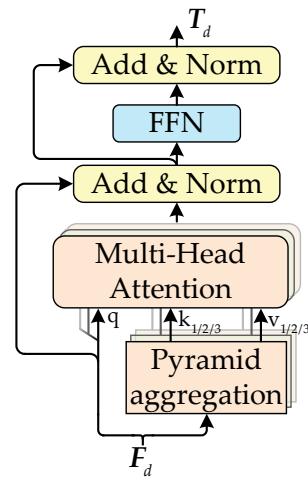 T_d
Add & Norm
FFN
Add & Norm
Multi-Head
Attention
q k_1/2/3 v_1/2/3
Pyramid
aggregation
F_d